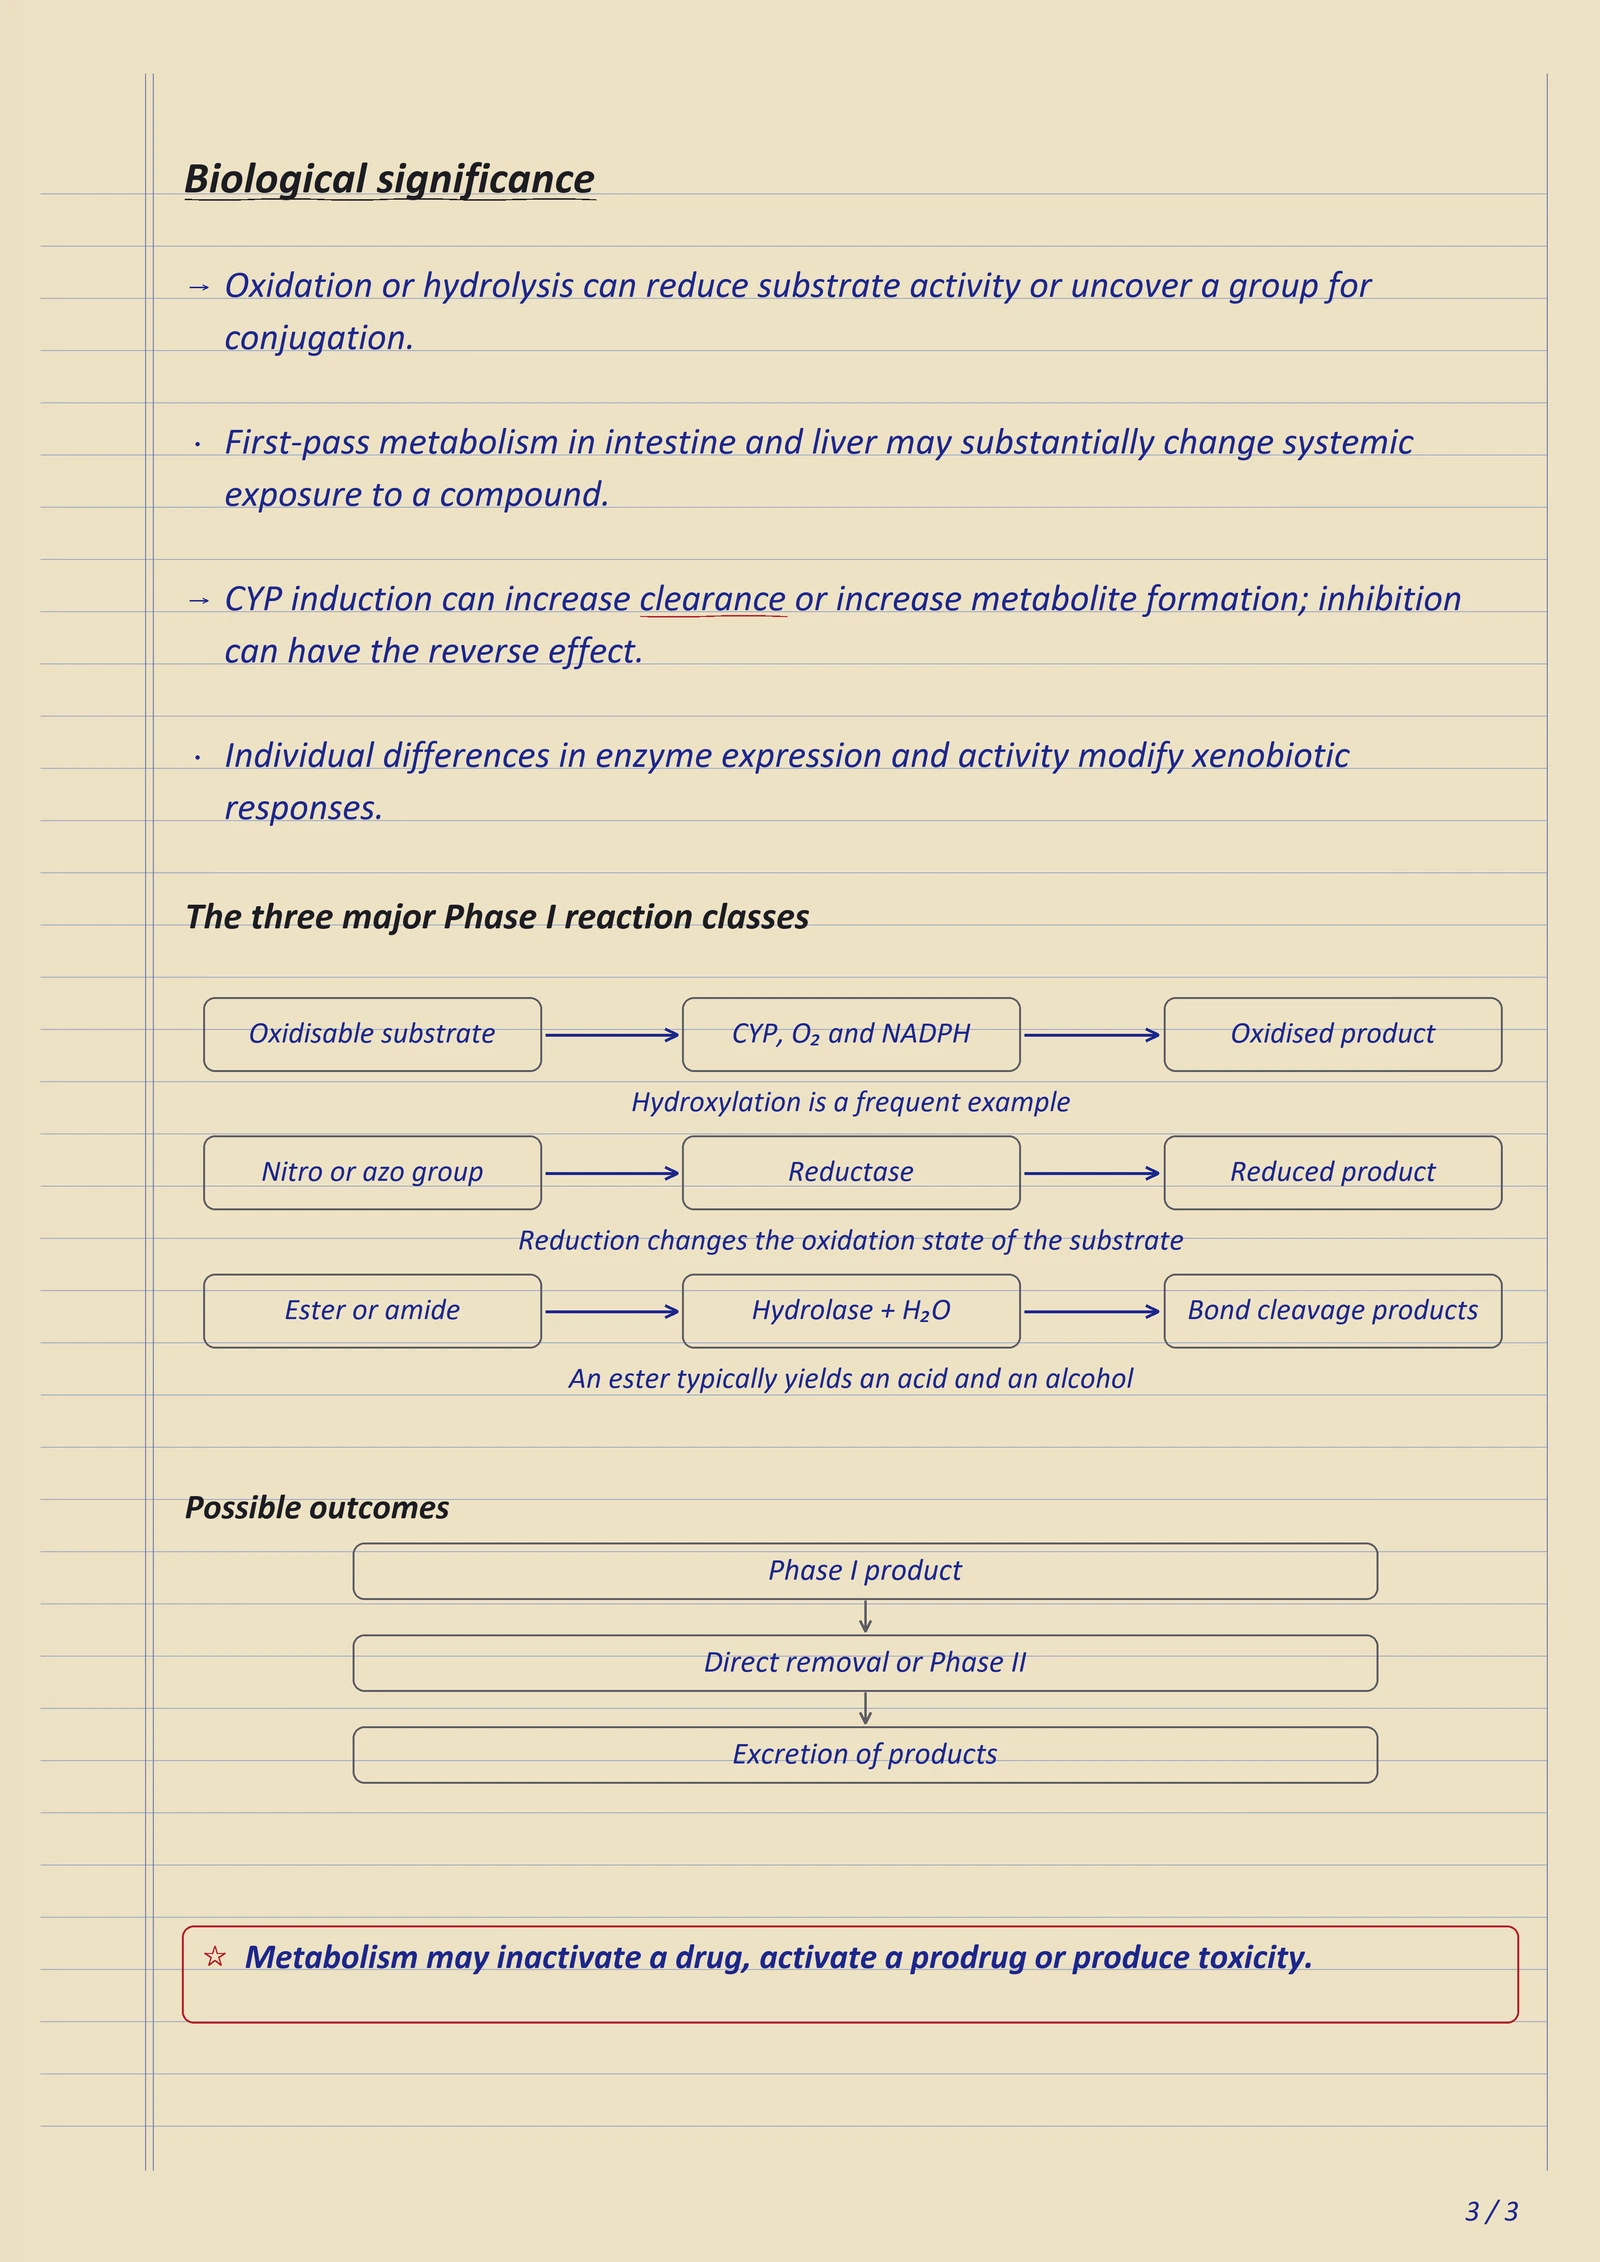 Biological significance
→ Oxidation or hydrolysis can reduce substrate activity or uncover a group for
conjugation.
· First-pass metabolism in intestine and liver may substantially change systemic
exposure to a compound.
→ CYP induction can increase clearance or increase metabolite formation; inhibition
can have the reverse effect.
· Individual differences in enzyme expression and activity modify xenobiotic
responses.
The three major Phase I reaction classes
Oxidisable substrate → CYP, O₂ and NADPH → Oxidised product
Hydroxylation is a frequent example
Nitro or azo group → Reductase → Reduced product
Reduction changes the oxidation state of the substrate
Ester or amide → Hydrolase + H₂O → Bond cleavage products
An ester typically yields an acid and an alcohol
Possible outcomes
Phase I product
Direct removal or Phase II
Excretion of products
☆ Metabolism may inactivate a drug, activate a prodrug or produce toxicity.
3 / 3